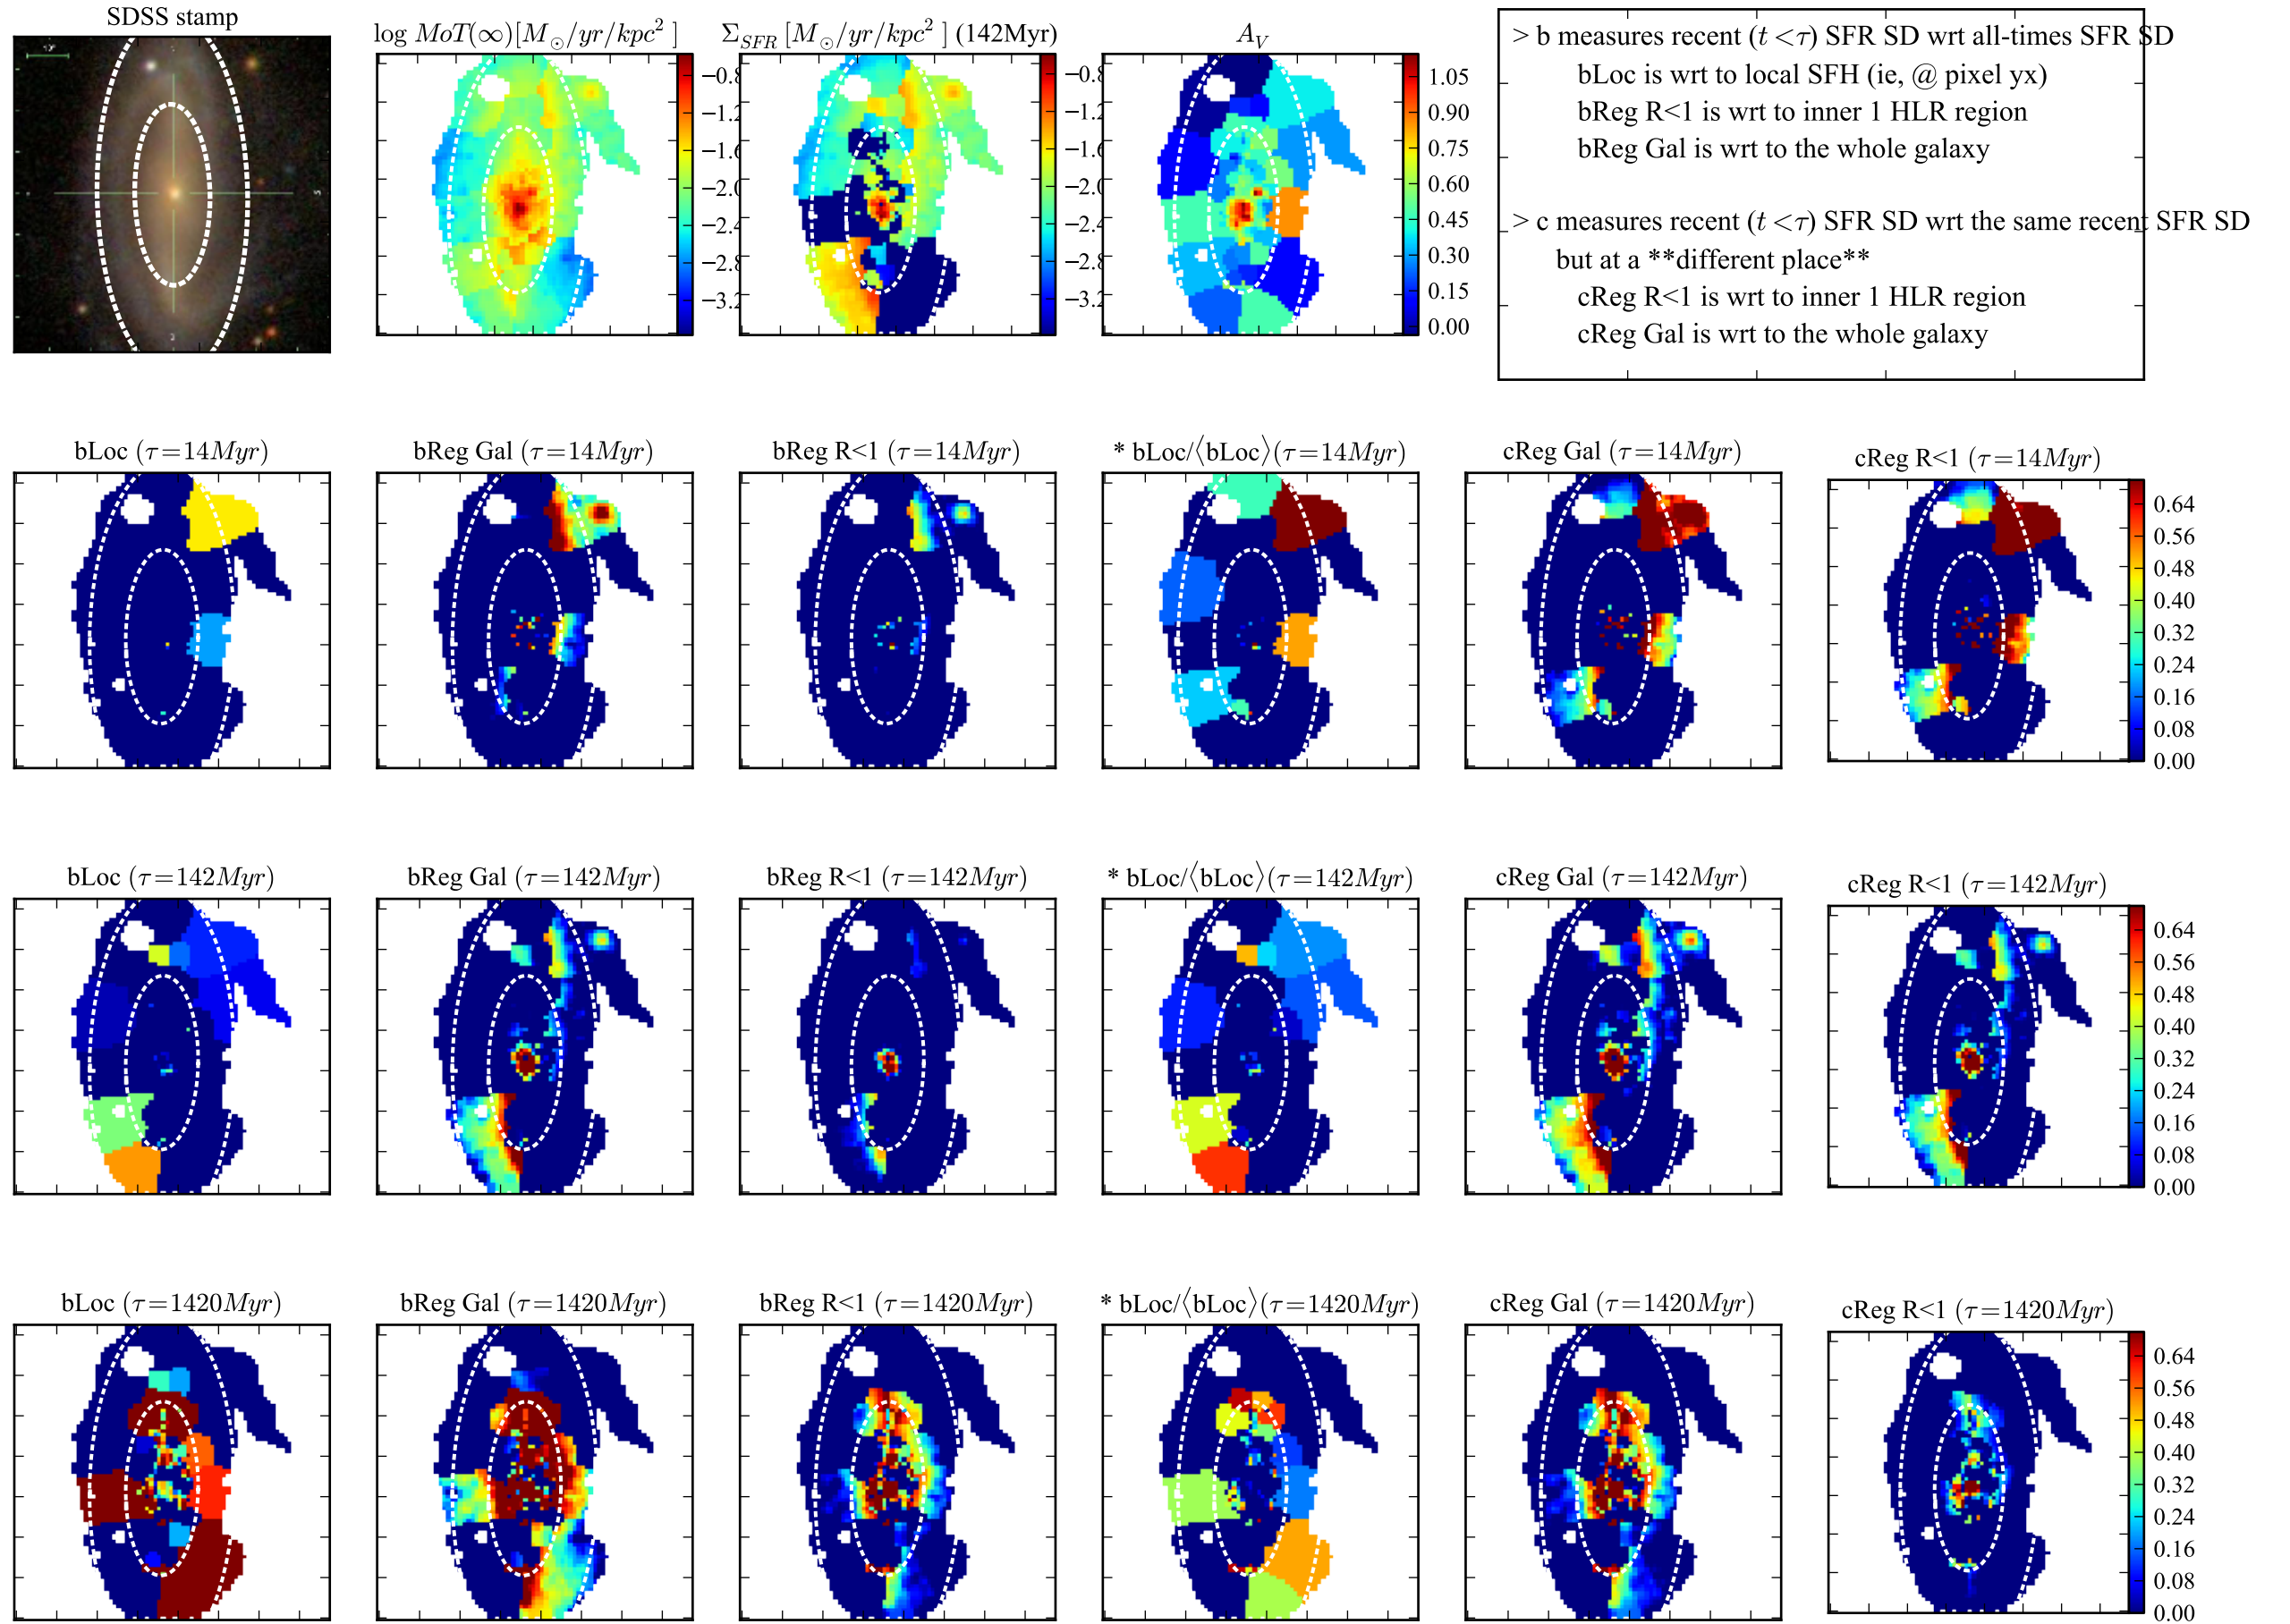 SDSS stamp
log MoT(∞)[M⊙/yr/kpc² ]
Σ_SFR [M⊙/yr/kpc² ] (142Myr)
A_V
−0.8
−1.2
−1.6
−2.0
−2.4
−2.8
−3.2
−0.8
−1.2
−1.6
−2.0
−2.4
−2.8
−3.2
1.05
0.90
0.75
0.60
0.45
0.30
0.15
0.00
> b measures recent (t <τ) SFR SD wrt all-times SFR SD
bLoc is wrt to local SFH (ie, @ pixel yx)
bReg R<1 is wrt to inner 1 HLR region
bReg Gal is wrt to the whole galaxy
> c measures recent (t <τ) SFR SD wrt the same recent SFR SD
but at a **different place**
cReg R<1 is wrt to inner 1 HLR region
cReg Gal is wrt to the whole galaxy
bLoc (τ=14Myr)
bReg Gal (τ=14Myr)
bReg R<1 (τ=14Myr)
* bLoc/⟨bLoc⟩(τ=14Myr)
cReg Gal (τ=14Myr)
cReg R<1 (τ=14Myr)
0.64
0.56
0.48
0.40
0.32
0.24
0.16
0.08
0.00
bLoc (τ=142Myr)
bReg Gal (τ=142Myr)
bReg R<1 (τ=142Myr)
* bLoc/⟨bLoc⟩(τ=142Myr)
cReg Gal (τ=142Myr)
cReg R<1 (τ=142Myr)
0.64
0.56
0.48
0.40
0.32
0.24
0.16
0.08
0.00
bLoc (τ=1420Myr)
bReg Gal (τ=1420Myr)
bReg R<1 (τ=1420Myr)
* bLoc/⟨bLoc⟩(τ=1420Myr)
cReg Gal (τ=1420Myr)
cReg R<1 (τ=1420Myr)
0.64
0.56
0.48
0.40
0.32
0.24
0.16
0.08
0.00